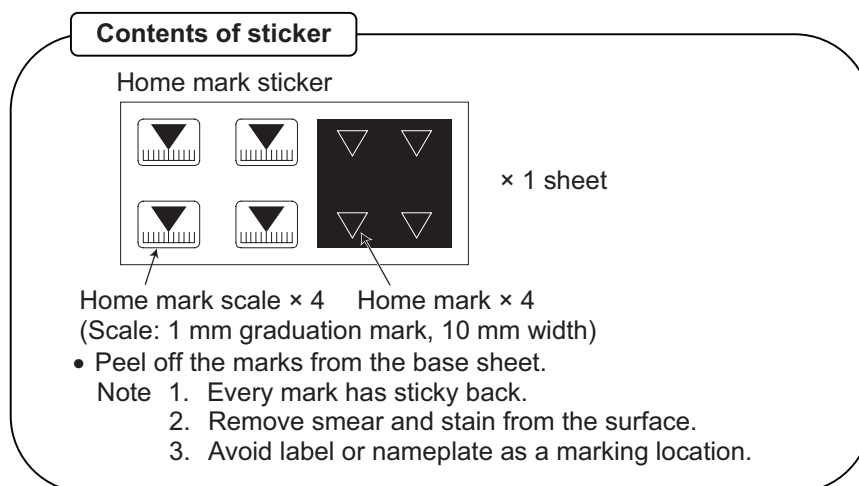 Contents of sticker
Home mark sticker
× 1 sheet
Home mark scale × 4 Home mark × 4
(Scale: 1 mm graduation mark, 10 mm width)
• Peel off the marks from the base sheet.
Note 1. Every mark has sticky back.
2. Remove smear and stain from the surface.
3. Avoid label or nameplate as a marking location.